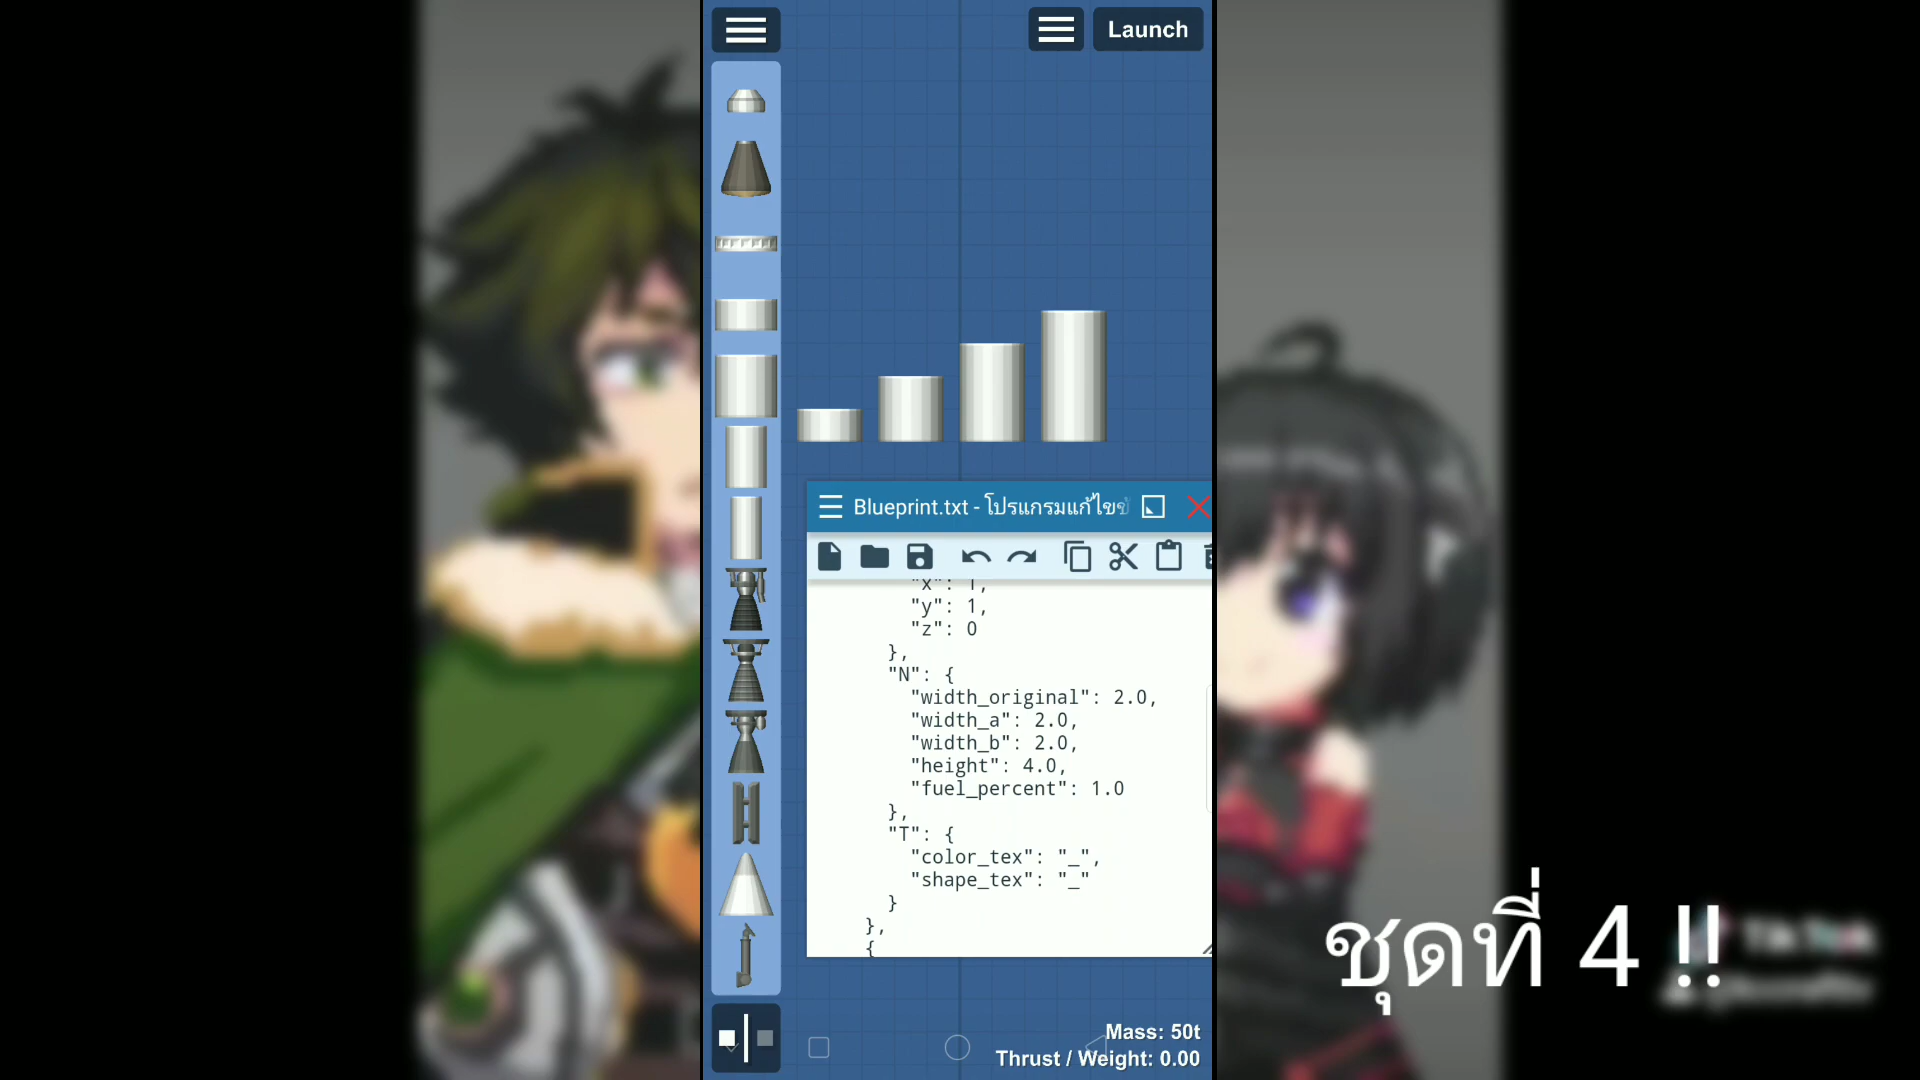 Launch
Blueprint.txt - โปรแกรมแก้ไขข้
"x": 1,
"y": 1,
"z": 0
},
"N": {
"width_original": 2.0,
"width_a": 2.0,
"width_b": 2.0,
"height": 4.0,
"fuel_percent": 1.0
},
"T": {
"color_tex": "_",
"shape_tex": "_"
}
},
{
ชุดที่ 4 !!
TikTok
Mass: 50t
Thrust / Weight: 0.00